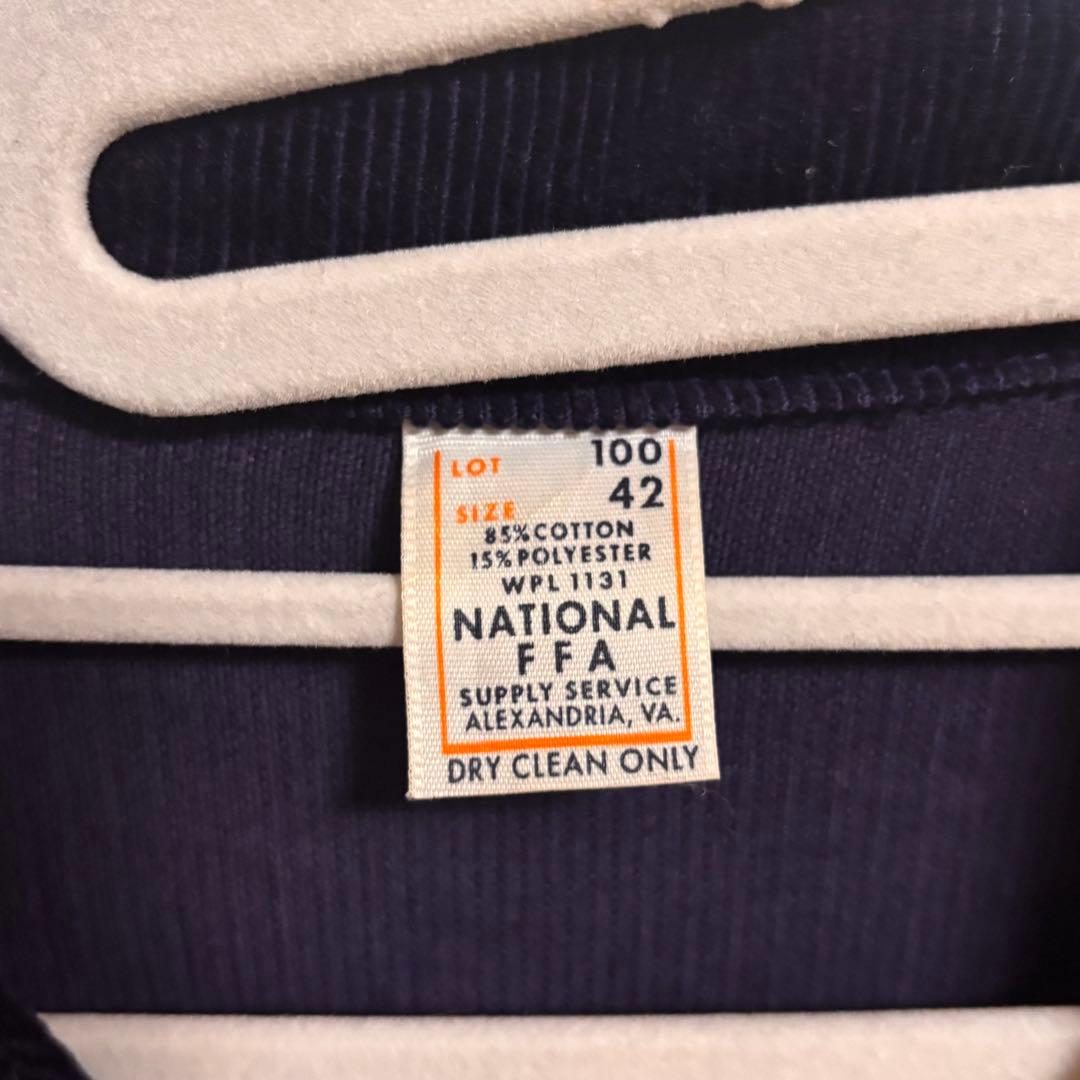 LOT 100
SIZE 42
85% COTTON
15% POLYESTER
WPL 1131
NATIONAL
FFA
SUPPLY SERVICE
ALEXANDRIA, VA.
DRY CLEAN ONLY